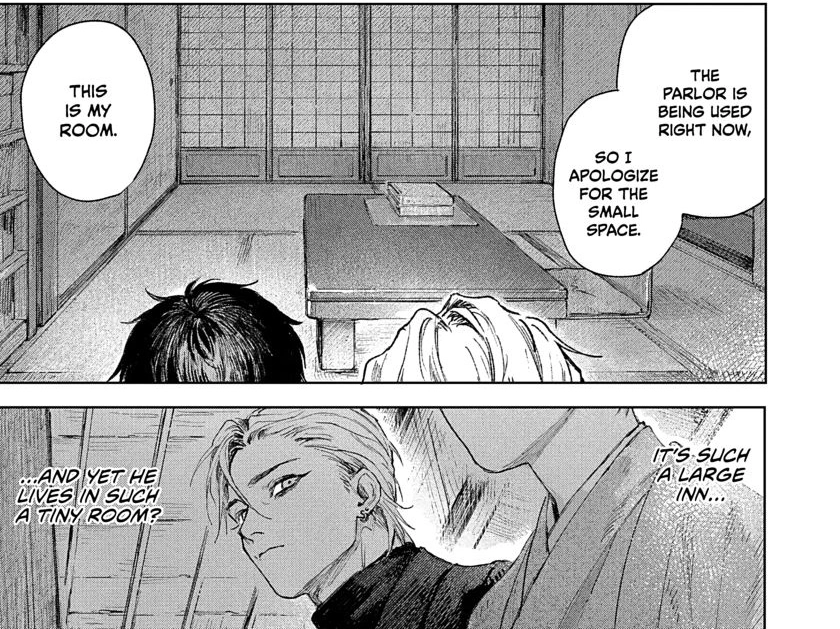 THE
PARLOR IS
BEING USED
RIGHT NOW,
SO I
APOLOGIZE
FOR THE
SMALL
SPACE.
THIS
IS MY
ROOM.
IT'S SUCH
A LARGE
INN...
...AND YET HE
LIVES IN SUCH
A TINY ROOM?